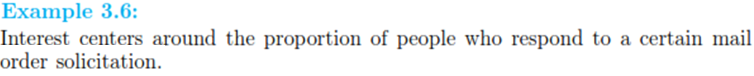 Example 3.6:
Interest centers around the proportion of people who respond to a certain mail
order solicitation.